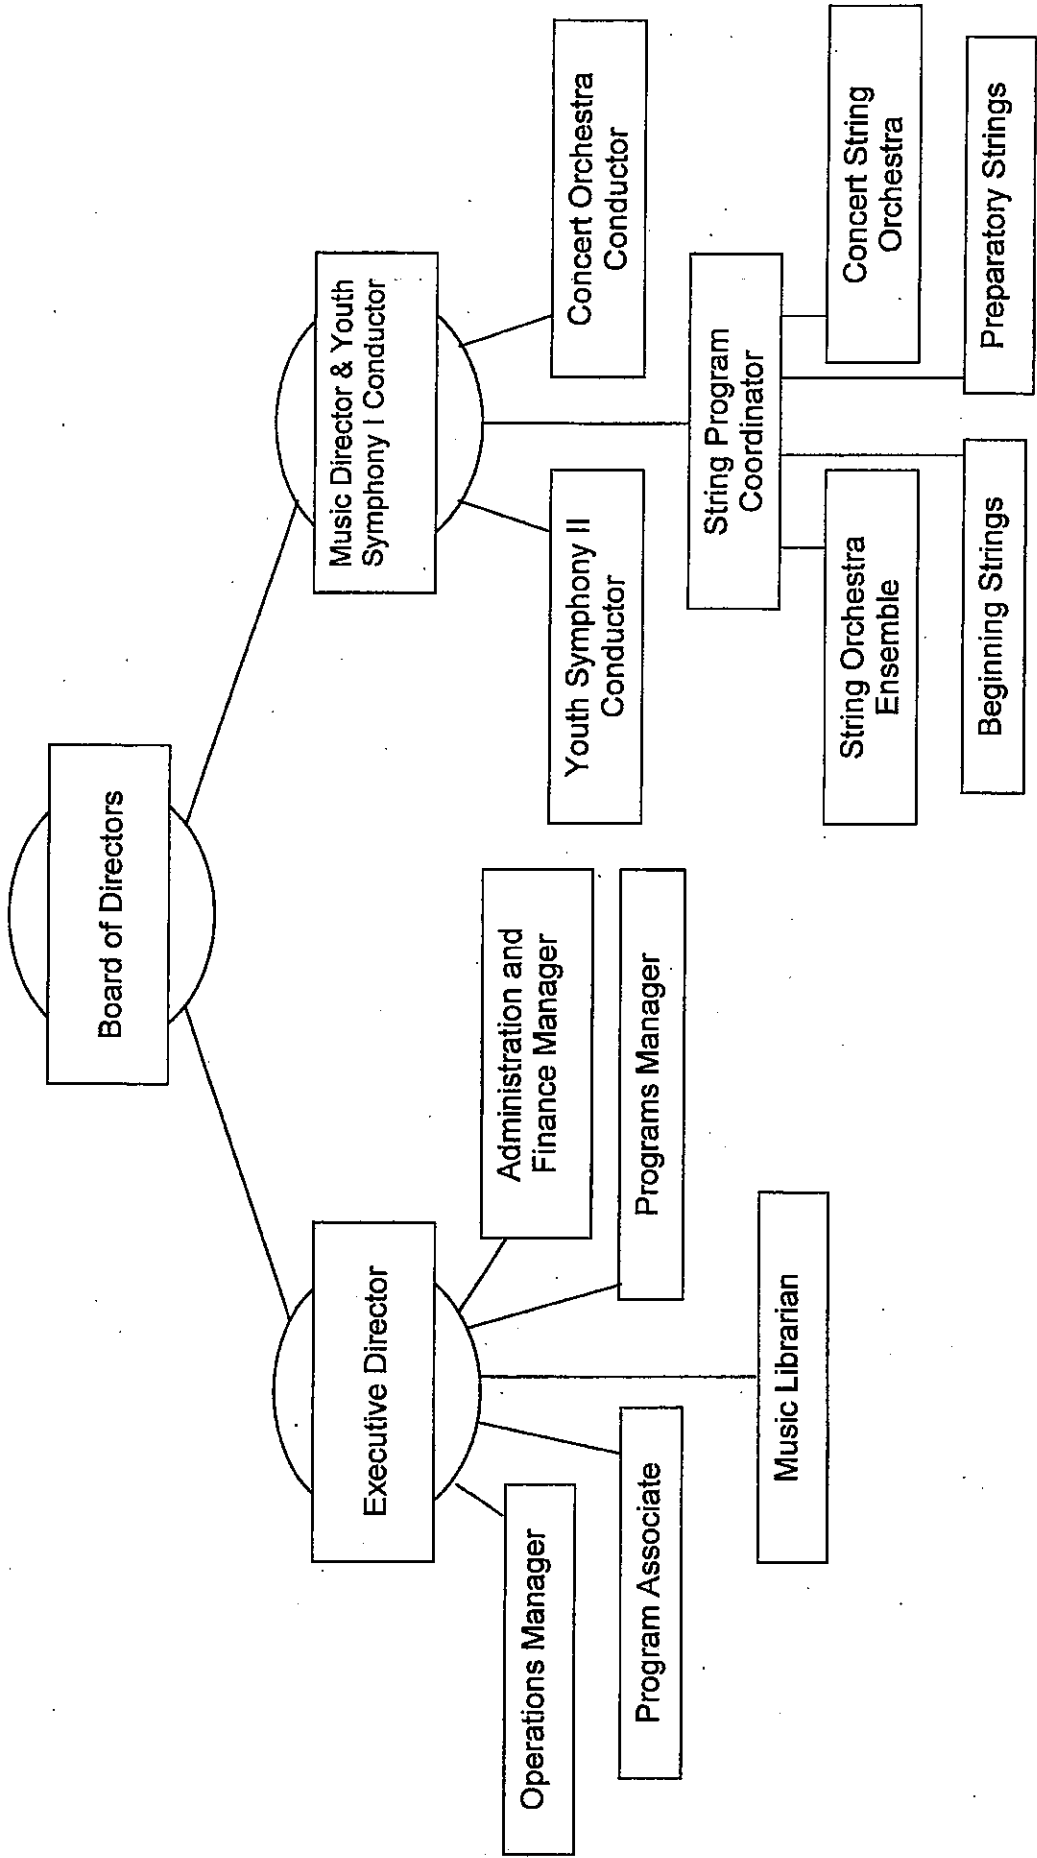 Board of Directors
Executive Director
Music Director & Youth
Symphony I Conductor
Operations Manager
Administration and
Finance Manager
Program Associate
Programs Manager
Music Librarian
Youth Symphony II
Conductor
Concert Orchestra
Conductor
String Program
Coordinator
String Orchestra
Ensemble
Concert String
Orchestra
Beginning Strings
Preparatory Strings